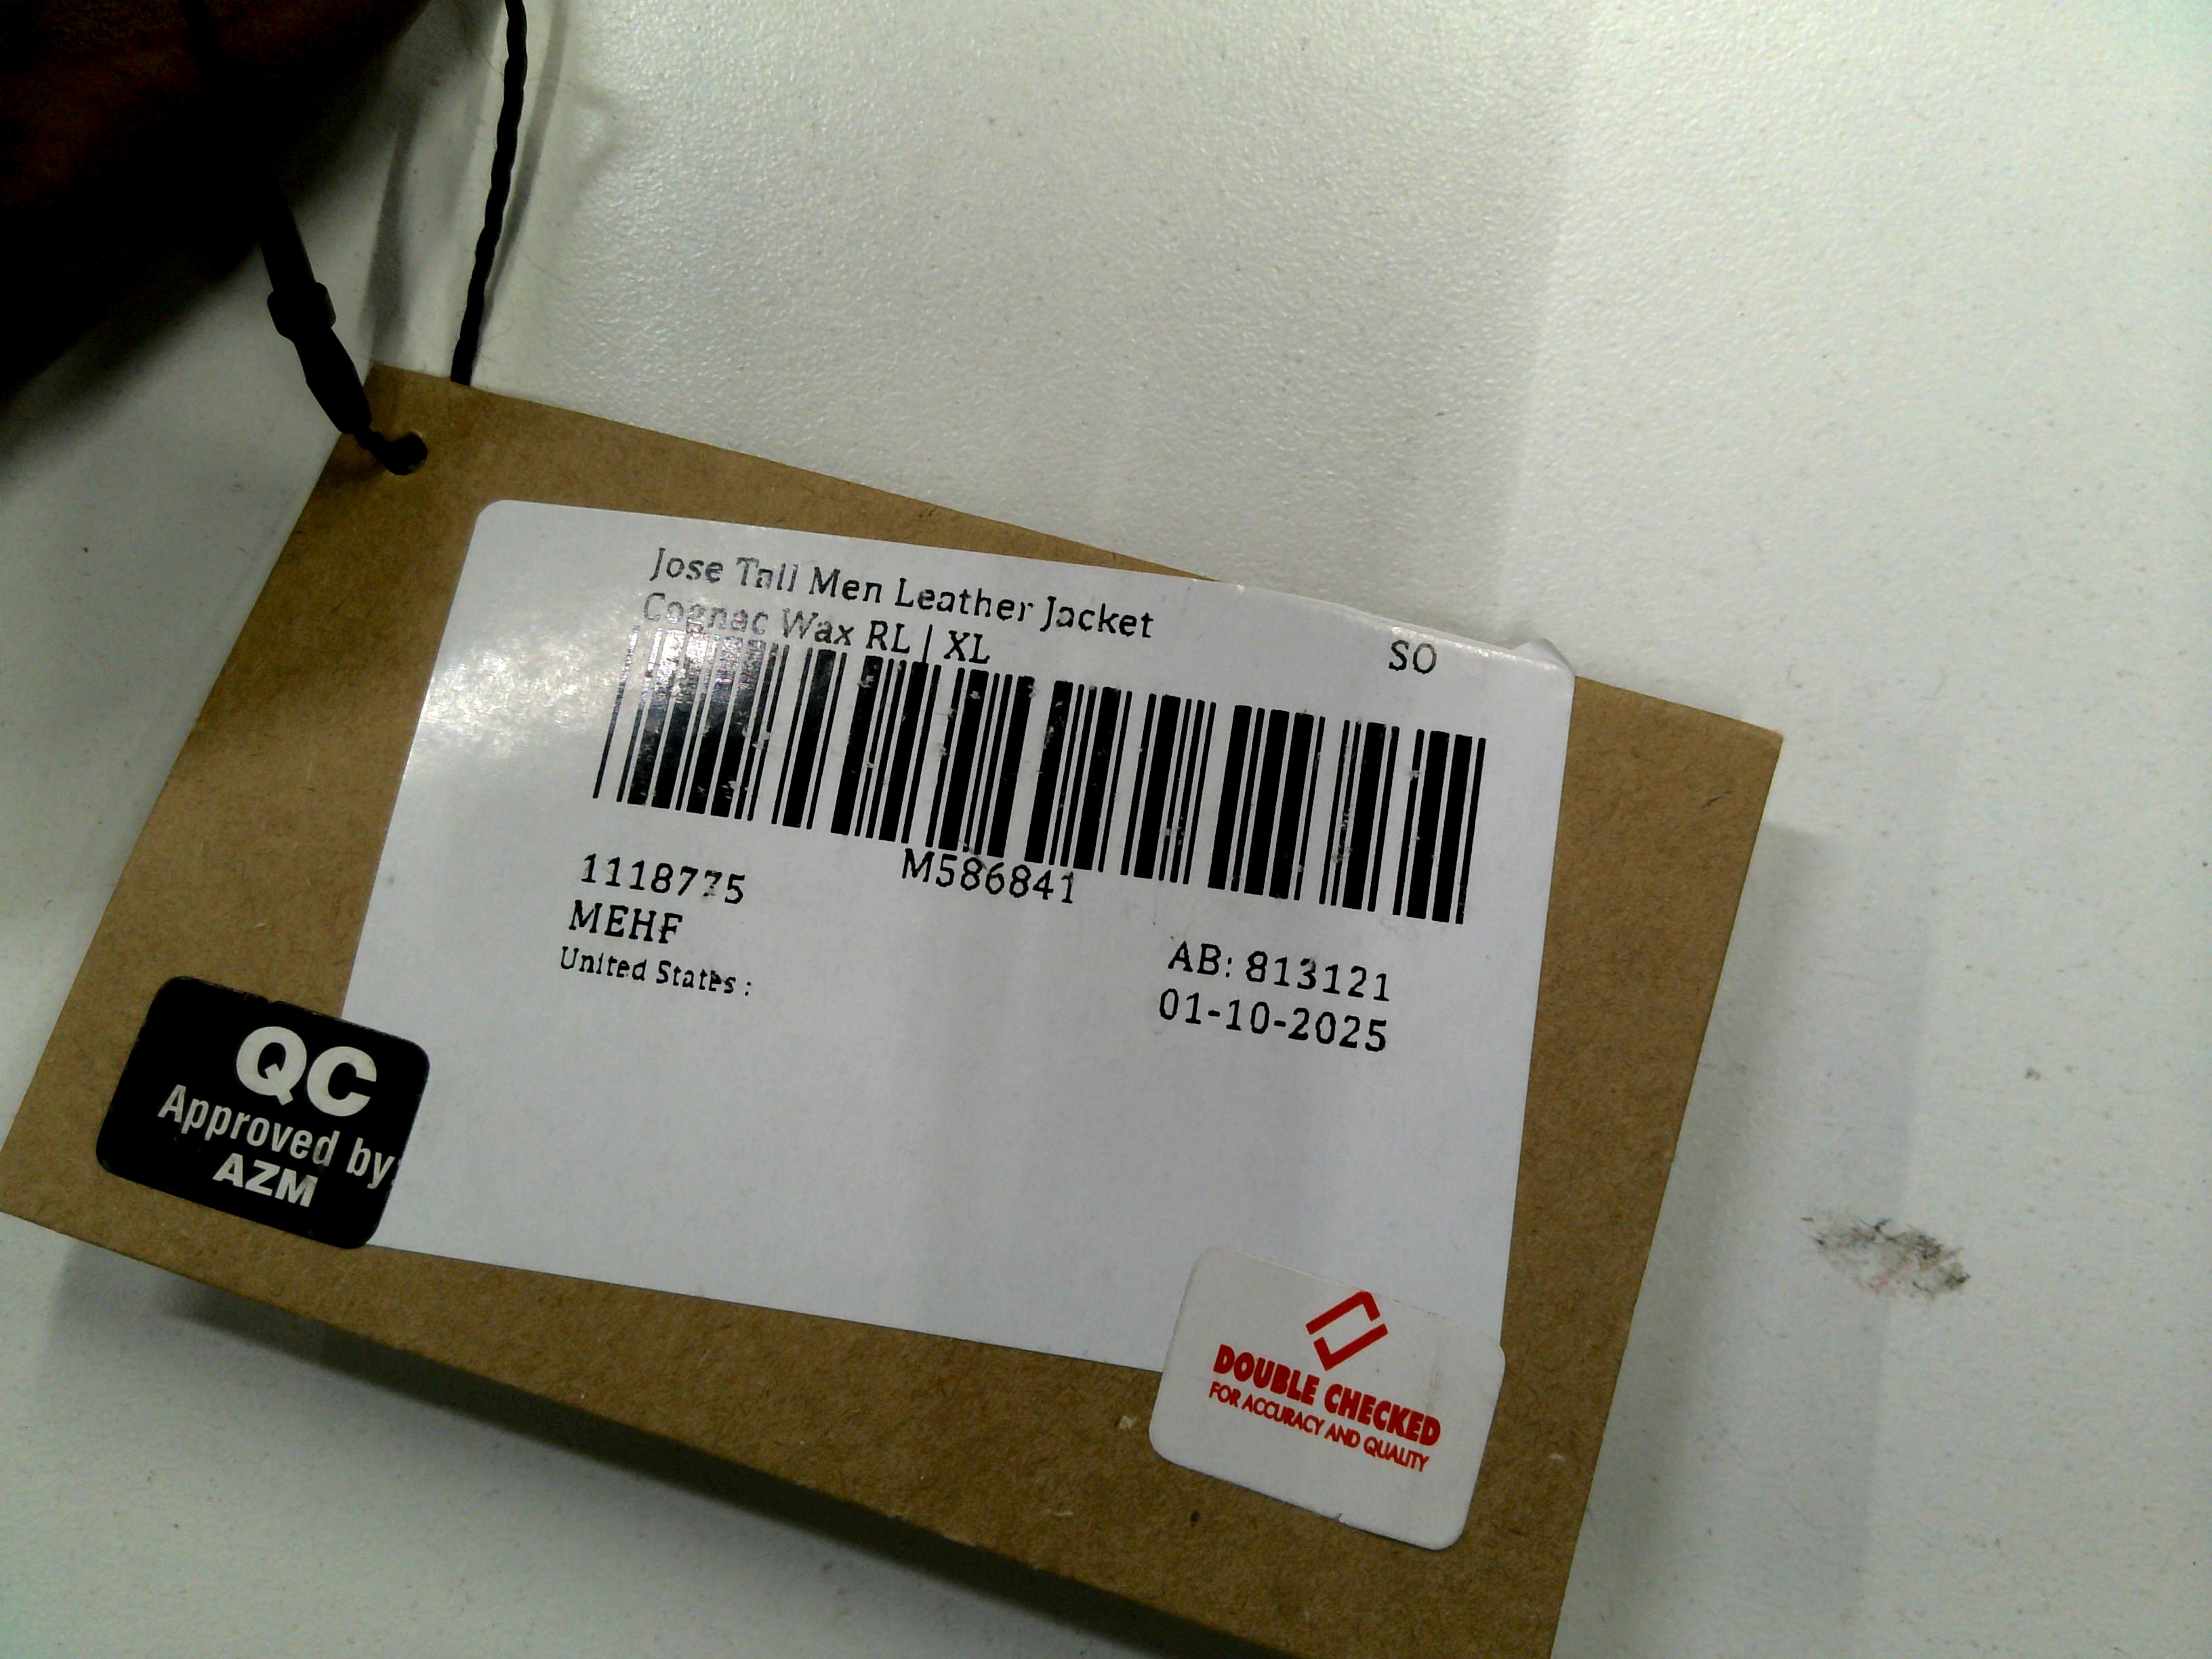 Jose Tall Men Leather Jacket
Cognac Wax RL | XL
SO
M586841
1118775
MEHF
United States :
AB: 813121
01-10-2025
QC
Approved by
AZM
DOUBLE CHECKED
FOR ACCURACY AND QUALITY